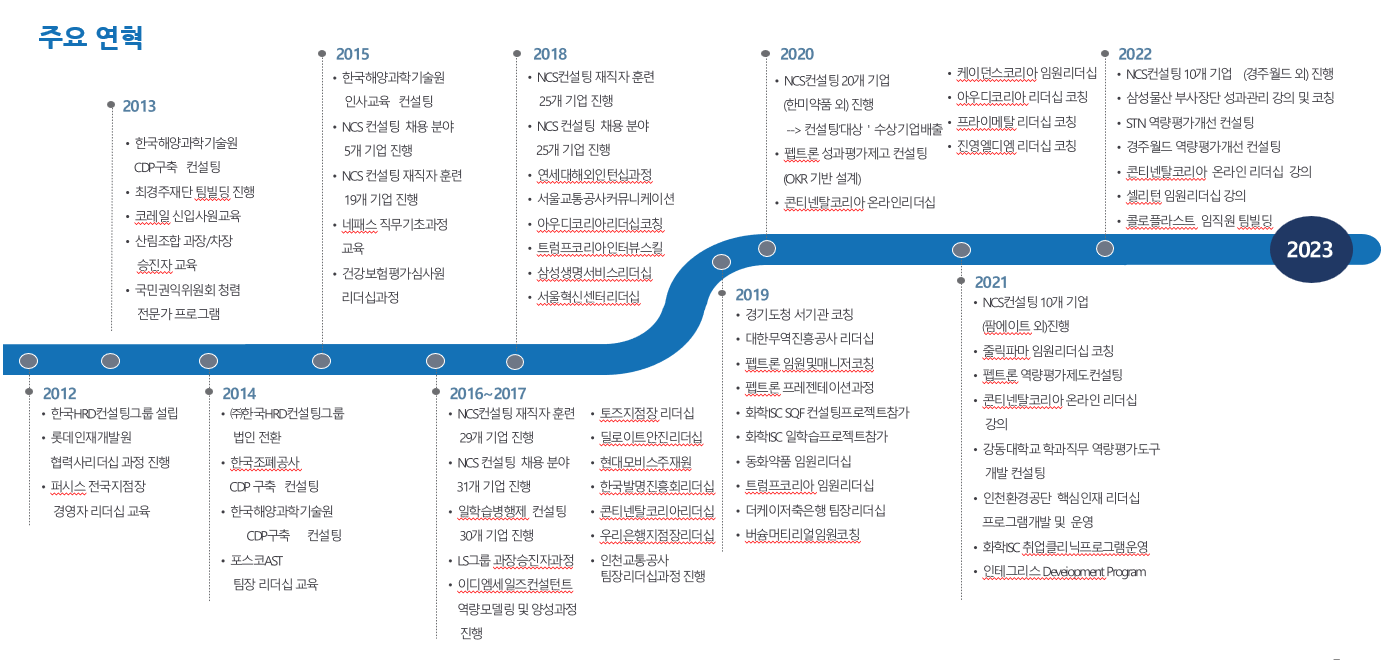 주요 연혁
2012
• 한국HRD컨설팅그룹 설립
• 롯데인재개발원
협력사리더십 과정 진행
• 퍼시스 전국지점장
경영자 리더십 교육
2013
• 한국해양과학기술원
CDP구축 컨설팅
• 최경주재단 팀빌딩 진행
• 코레일 신입사원교육
• 산림조합 과장/차장
승진자 교육
• 국민권익위원회 청렴
전문가 프로그램
2014
• ㈜한국HRD컨설팅그룹
법인 전환
• 한국조폐공사
CDP 구축 컨설팅
• 한국해양과학기술원
CDP구축 컨설팅
• 포스코AST
팀장 리더십 교육
2015
• 한국해양과학기술원
인사교육 컨설팅
• NCS 컨설팅 채용 분야
5개 기업 진행
• NCS 컨설팅 재직자 훈련
19개 기업 진행
• 네패스 직무기초과정
교육
• 건강보험평가심사원
리더십과정
2016~2017
• NCS컨설팅 재직자 훈련
29개 기업 진행
• NCS 컨설팅 채용 분야
31개 기업 진행
• 일학습병행제 컨설팅
30개 기업 진행
• LS그룹 과장승진자과정
• 이디엠세일즈컨설턴트
역량모델링 및 양성과정
진행
• 토즈지점장 리더십
• 딜로이트안진리더십
• 현대모비스주재원
• 한국발명진흥회리더십
• 콘티넨탈코리아리더십
• 우리은행지점장리더십
• 인천교통공사
팀장리더십과정 진행
2018
• NCS컨설팅 재직자 훈련
25개 기업 진행
• NCS 컨설팅 채용 분야
25개 기업 진행
• 연세대해외인턴십과정
• 서울교통공사커뮤니케이션
• 아우디코리아리더십코칭
• 트럼프코리아인터뷰스킬
• 삼성생명서비스리더십
• 서울혁신센터리더십
2019
• 경기도청 서기관 코칭
• 대한무역진흥공사 리더십
• 펩트론 임원및매니저코칭
• 펩트론 프레젠테이션과정
• 화학ISC SQF 컨설팅프로젝트참가
• 화학ISC 일학습프로젝트참가
• 동화약품 임원리더십
• 트럼프코리아 임원리더십
• 더케이저축은행 팀장리더십
• 버슘머티리얼임원코칭
2020
• NCS컨설팅 20개 기업
(한미약품 외) 진행
--> 컨설팅'대상 ' 수상기업배출
• 펩트론 성과평가제고 컨설팅
(OKR 기반 설계)
• 콘티넨탈코리아 온라인리더십
• 케이던스코리아 임원리더십
• 아우디코리아 리더십 코칭
• 프라이메탈 리더십 코칭
• 진영엘디엠 리더십 코칭
2021
• NCS컨설팅 10개 기업
(팜에이트 외)진행
• 줄릭파마 임원리더십 코칭
• 펩트론 역량평가제도컨설팅
• 콘티넨탈코리아 온라인 리더십
강의
• 강동대학교 학과직무 역량평가도구
개발 컨설팅
• 인천환경공단 핵심인재 리더십
프로그램개발 및 운영
• 화학ISC 취업클리닉프로그램운영
• 인테그리스 Deveiopment Program
2022
• NCS컨설팅 10개 기업 (경주월드 외) 진행
• 삼성물산 부사장단 성과관리 강의 및 코칭
• STN 역량평가개선 컨설팅
• 경주월드 역량평가개선 컨설팅
• 콘티넨탈코리아 온라인 리더십 강의
• 셀리턴 임원리더십 강의
• 콜로플라스트 임직원 팀빌딩
2023